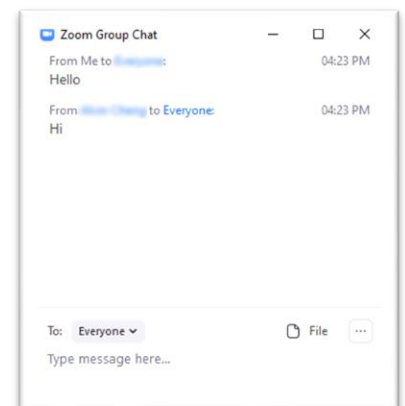 Zoom Group Chat
From Me to 04:23 PM
Hello
From to Everyone: 04:23 PM
Hi
To: Everyone File ...
Type message here...